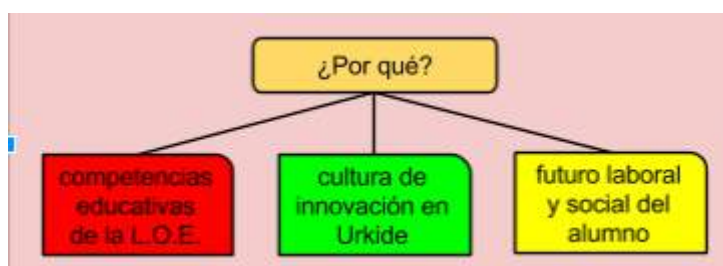 ¿Por qué?
competencias
educativas
de la L.O.E.
cultura de
innovación en
Urkide
futuro laboral
y social del
alumno